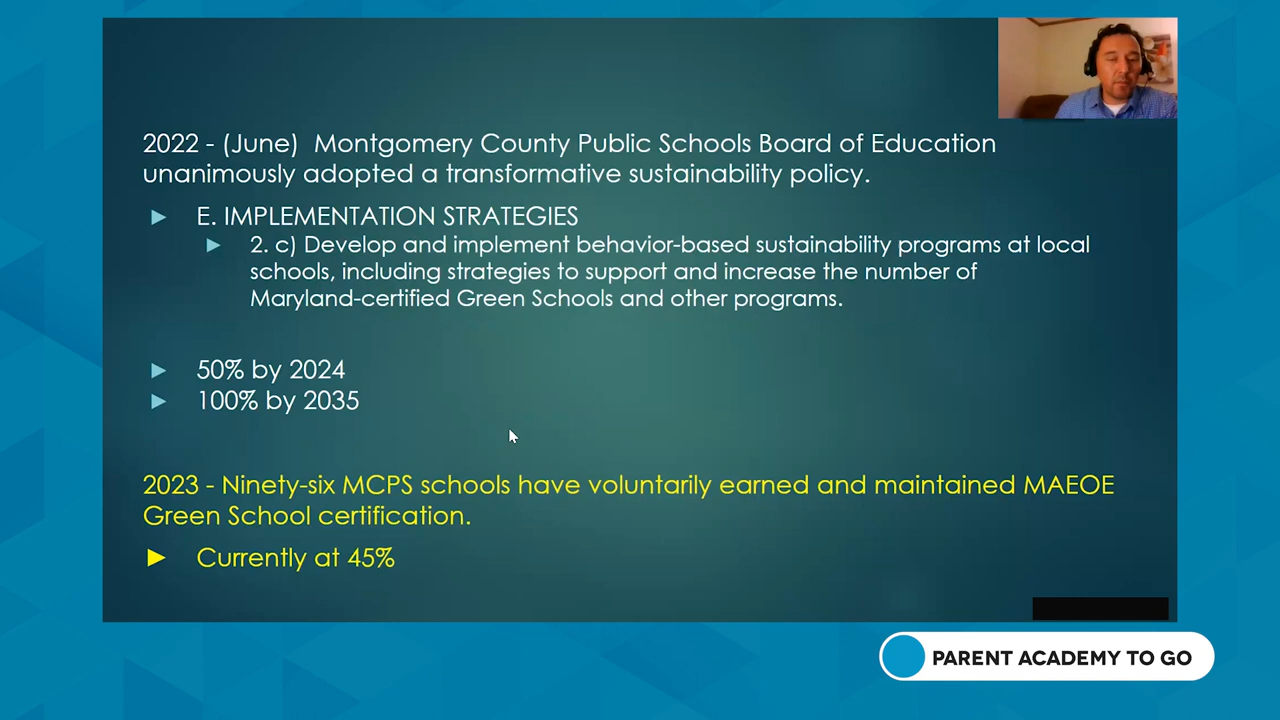 2022 - (June) Montgomery County Public Schools Board of Education
unanimously adopted a transformative sustainability policy.
► E. IMPLEMENTATION STRATEGIES
► 2. c) Develop and implement behavior-based sustainability programs at local
schools, including strategies to support and increase the number of
Maryland-certified Green Schools and other programs.
► 50% by 2024
► 100% by 2035
2023 - Ninety-six MCPS schools have voluntarily earned and maintained MAEOE
Green School certification.
► Currently at 45%
PARENT ACADEMY TO GO